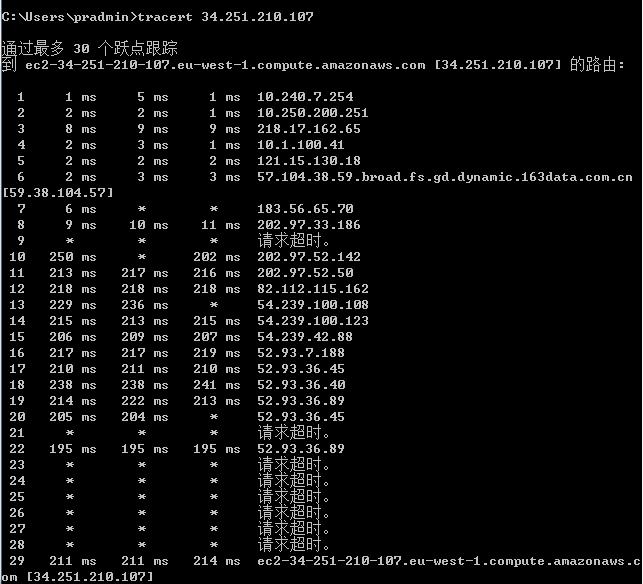 C:\Users\pradmin>tracert 34.251.210.107
通过最多 30 个跃点跟踪
到 ec2-34-251-210-107.eu-west-1.compute.amazonaws.com [34.251.210.107] 的路由:
1 1 ms 5 ms 1 ms 10.240.7.254
2 2 ms 2 ms 1 ms 10.250.200.251
3 8 ms 9 ms 9 ms 218.17.162.65
4 2 ms 3 ms 1 ms 10.1.100.41
5 2 ms 2 ms 2 ms 121.15.130.18
6 2 ms 3 ms 3 ms 57.104.38.59.broad.fs.gd.dynamic.163data.com.cn
[59.38.104.57]
7 6 ms * * 183.56.65.70
8 9 ms 10 ms 11 ms 202.97.33.186
9 * * * 请求超时。
10 250 ms * 202 ms 202.97.52.142
11 213 ms 217 ms 216 ms 202.97.52.50
12 218 ms 218 ms 218 ms 82.112.115.162
13 229 ms 236 ms * 54.239.100.108
14 215 ms 213 ms 215 ms 54.239.100.123
15 206 ms 209 ms 207 ms 54.239.42.88
16 217 ms 217 ms 219 ms 52.93.7.188
17 210 ms 211 ms 210 ms 52.93.36.45
18 238 ms 238 ms 241 ms 52.93.36.40
19 214 ms 222 ms 213 ms 52.93.36.89
20 205 ms 204 ms * 52.93.36.45
21 * * * 请求超时。
22 195 ms 195 ms 195 ms 52.93.36.89
23 * * * 请求超时。
24 * * * 请求超时。
25 * * * 请求超时。
26 * * * 请求超时。
27 * * * 请求超时。
28 * * * 请求超时。
29 211 ms 211 ms 214 ms ec2-34-251-210-107.eu-west-1.compute.amazonaws.c
om [34.251.210.107]